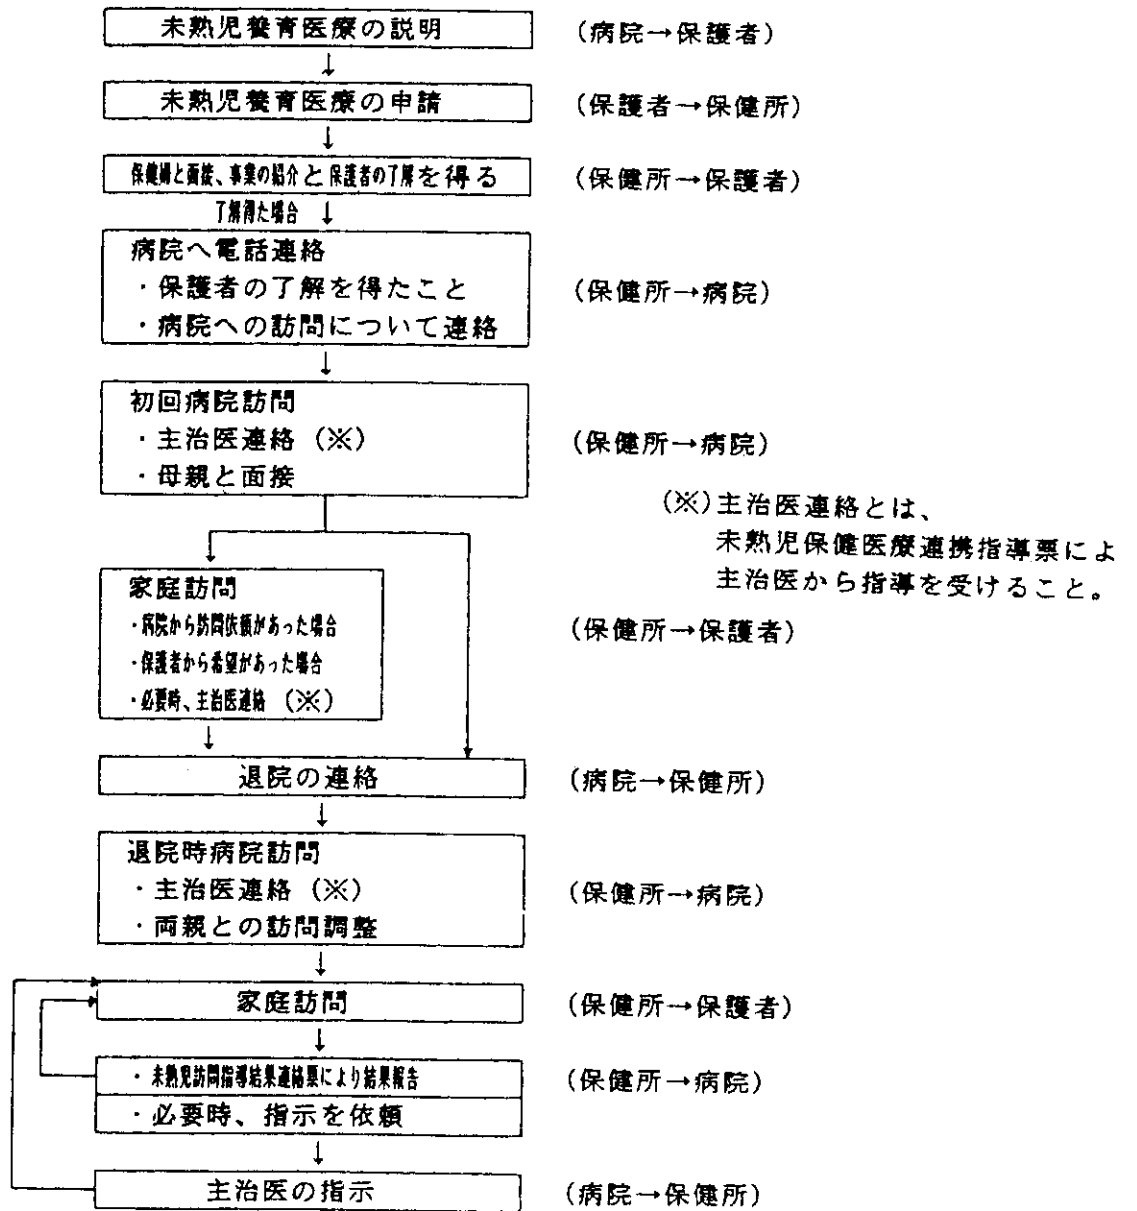 未熟児養育医療の説明 (病院→保護者)
↓
未熟児養育医療の申請 (保護者→保健所)
↓
保健婦と面接、事業の紹介と保護者の了解を得る (保健所→保護者)
了解得た場合 ↓
病院へ電話連絡
・保護者の了解を得たこと (保健所→病院)
・病院への訪問について連絡
↓
初回病院訪問
・主治医連絡(※) (保健所→病院)
・母親と面接
(※)主治医連絡とは、
未熟児保健医療連携指導票によ
主治医から指導を受けること。
家庭訪問
・病院から訪問依頼があった場合 (保健所→保護者)
・保護者から希望があった場合
・必要時、主治医連絡(※)
↓
退院の連絡 (病院→保健所)
↓
退院時病院訪問
・主治医連絡(※) (保健所→病院)
・両親との訪問調整
↓
家庭訪問 (保健所→保護者)
↓
・未熟児訪問指導結果連絡票により結果報告 (保健所→病院)
・必要時、指示を依頼
↓
主治医の指示 (病院→保健所)